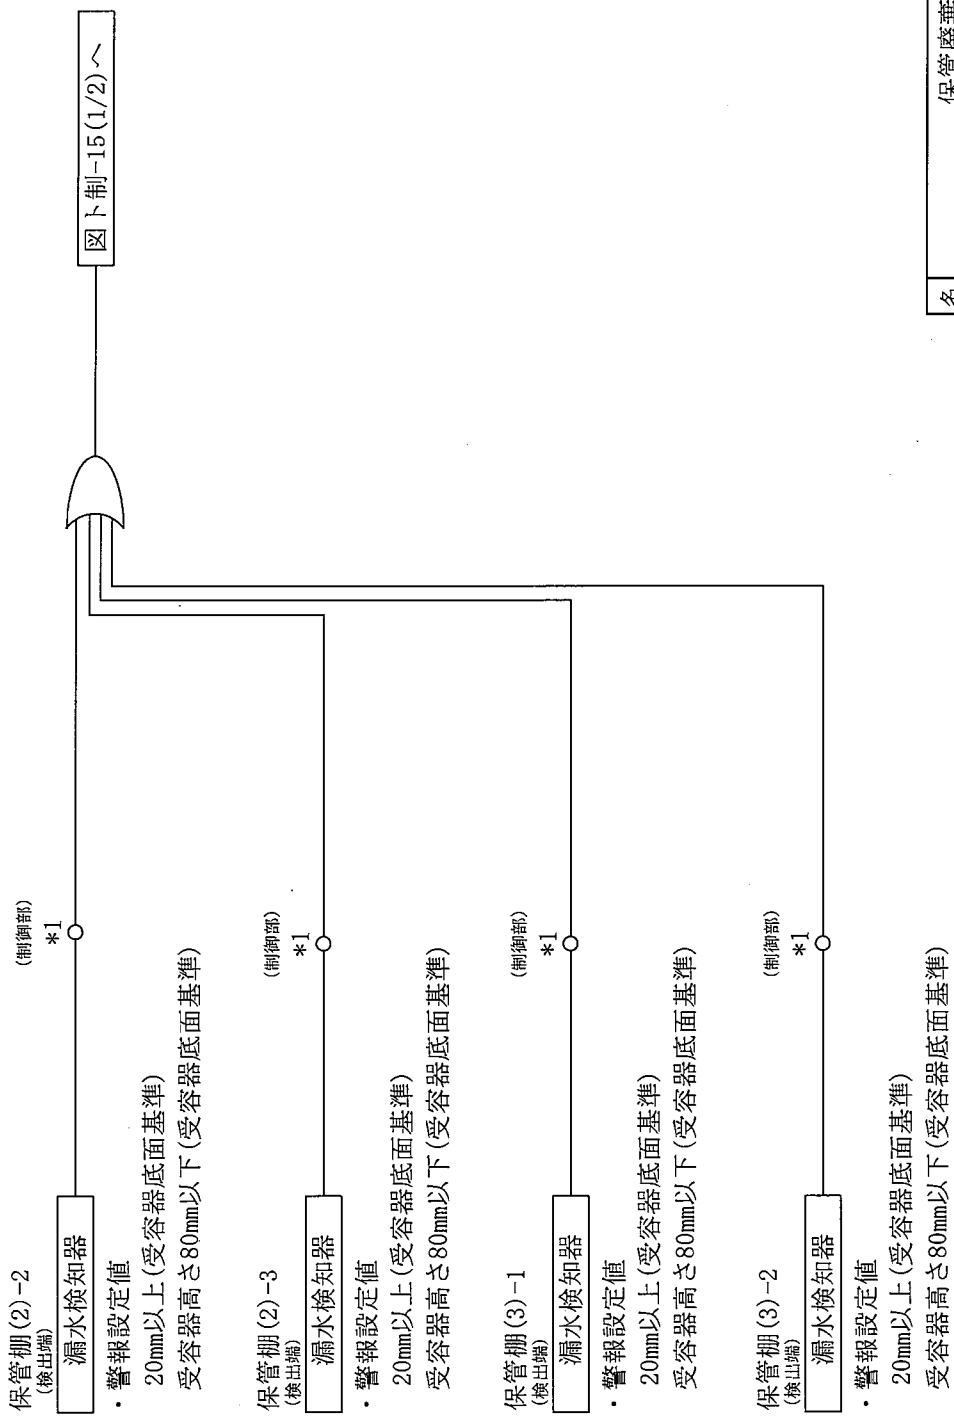 保管棚(2)-2
(検出端)
漏水検知器
・警報設定値
20mm以上(受容器底面基準)
受容器高さ80mm以下(受容器底面基準)
(制御部)
*1
保管棚(2)-3
(検出端)
漏水検知器
・警報設定値
20mm以上(受容器底面基準)
受容器高さ80mm以下(受容器底面基準)
(制御部)
*1
保管棚(3)-1
(検出端)
漏水検知器
・警報設定値
20mm以上(受容器底面基準)
受容器高さ80mm以下(受容器底面基準)
(制御部)
*1
保管棚(3)-2
(検出端)
漏水検知器
・警報設定値
20mm以上(受容器底面基準)
受容器高さ80mm以下(受容器底面基準)
(制御部)
*1
図ト制-15(1/2)へ
名
保管廃棄